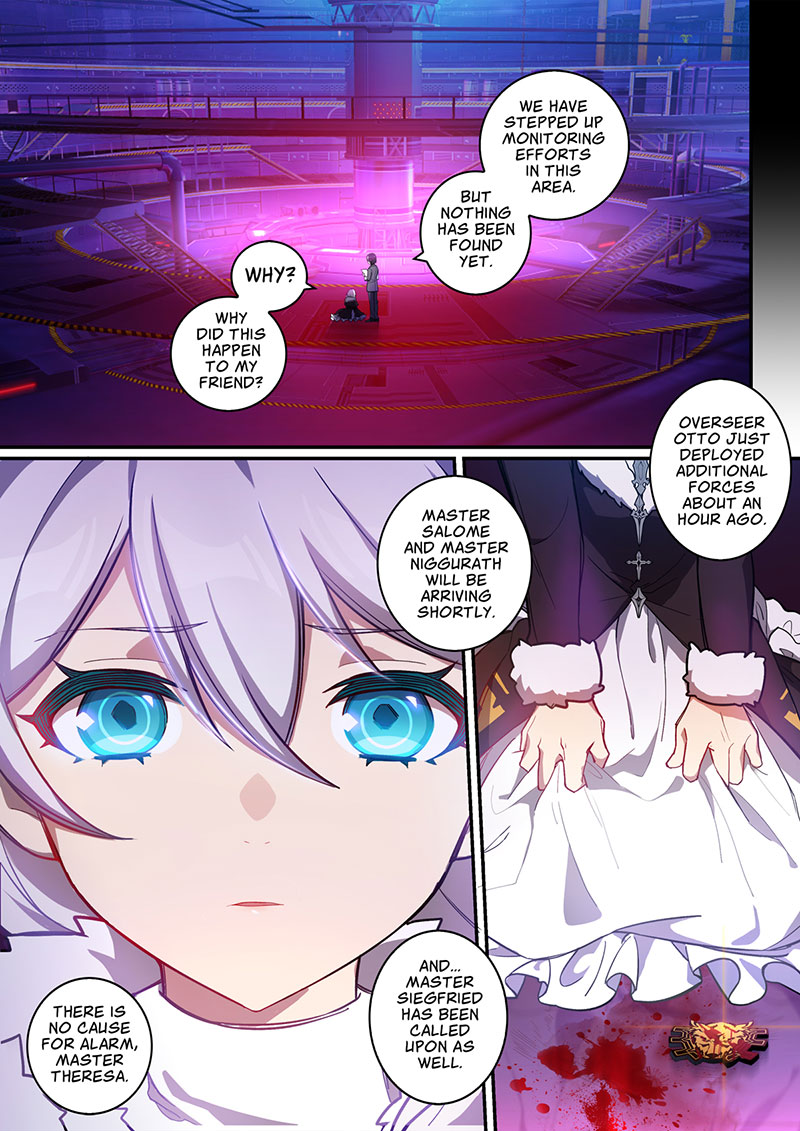 WE HAVE
STEPPED UP
MONITORING
EFFORTS
IN THIS
AREA.
BUT
NOTHING
HAS BEEN
FOUND
YET.
WHY?
WHY
DID THIS
HAPPEN
TO MY
FRIEND?
OVERSEER
OTTO JUST
DEPLOYED
ADDITIONAL
FORCES
ABOUT AN
HOUR AGO.
MASTER
SALOME
AND MASTER
NIGGURATH
WILL BE
ARRIVING
SHORTLY.
AND...
MASTER
SIEGFRIED
HAS BEEN
CALLED
UPON AS
WELL.
THERE IS
NO CAUSE
FOR ALARM,
MASTER
THERESA.